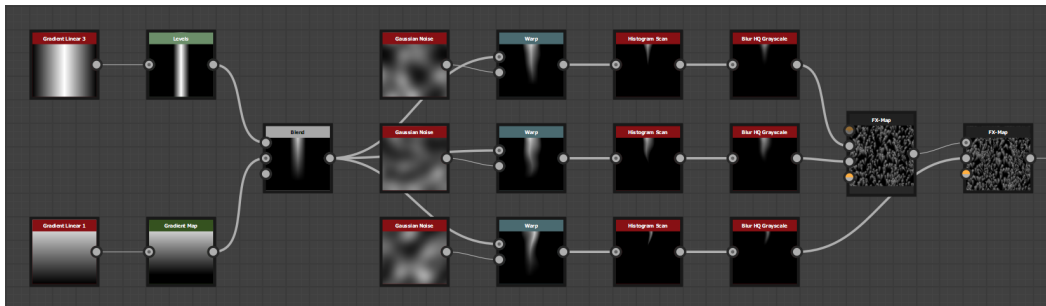 Gradient Linear 3
Levels
Gaussian Noise
Warp
Histogram Scan
Blur HQ Grayscale
FX-Map
Blend
Gaussian Noise
Warp
Histogram Scan
Blur HQ Grayscale
FX-Map
Gradient Linear 1
Gradient Map
Gaussian Noise
Warp
Histogram Scan
Blur HQ Grayscale